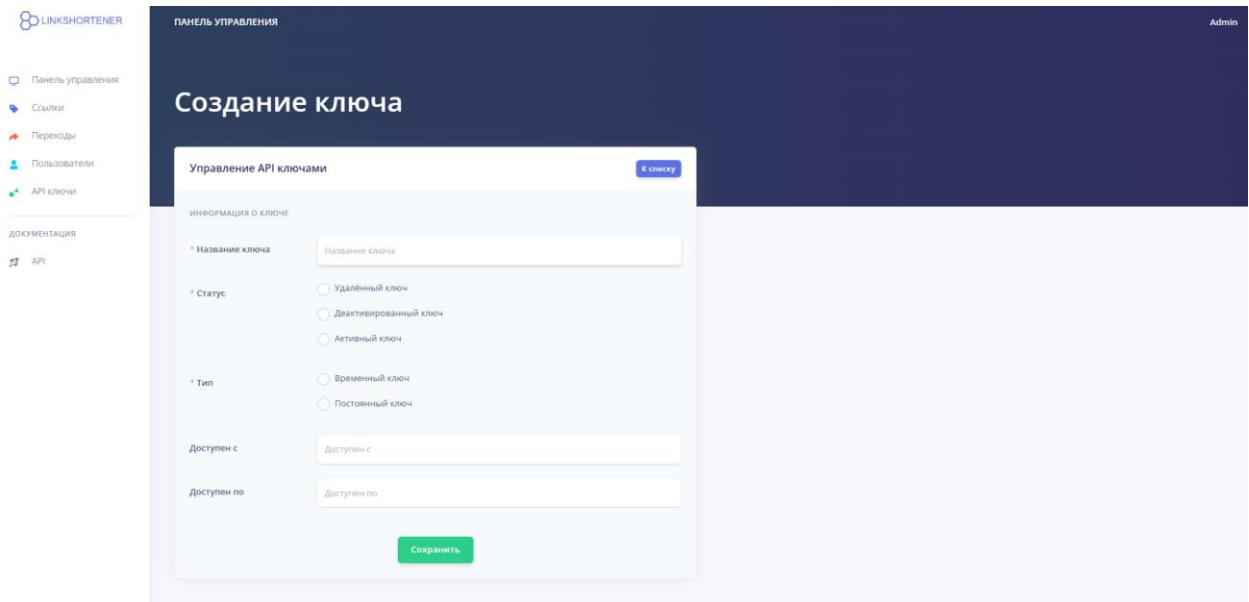 LINKSHORTENER
Панель управления
Ссылки
Переходы
Пользователи
API ключи
ДОКУМЕНТАЦИЯ
API
ПАНЕЛЬ УПРАВЛЕНИЯ
Admin
Создание ключа
Управление API ключами
К списку
ИНФОРМАЦИЯ О КЛЮЧЕ
* Название ключа
Название ключа
* Статус
Удалённый ключ
Деактивированный ключ
Активный ключ
* Тип
Временный ключ
Постоянный ключ
Доступен с
Доступен с
Доступен по
Доступен по
Сохранить